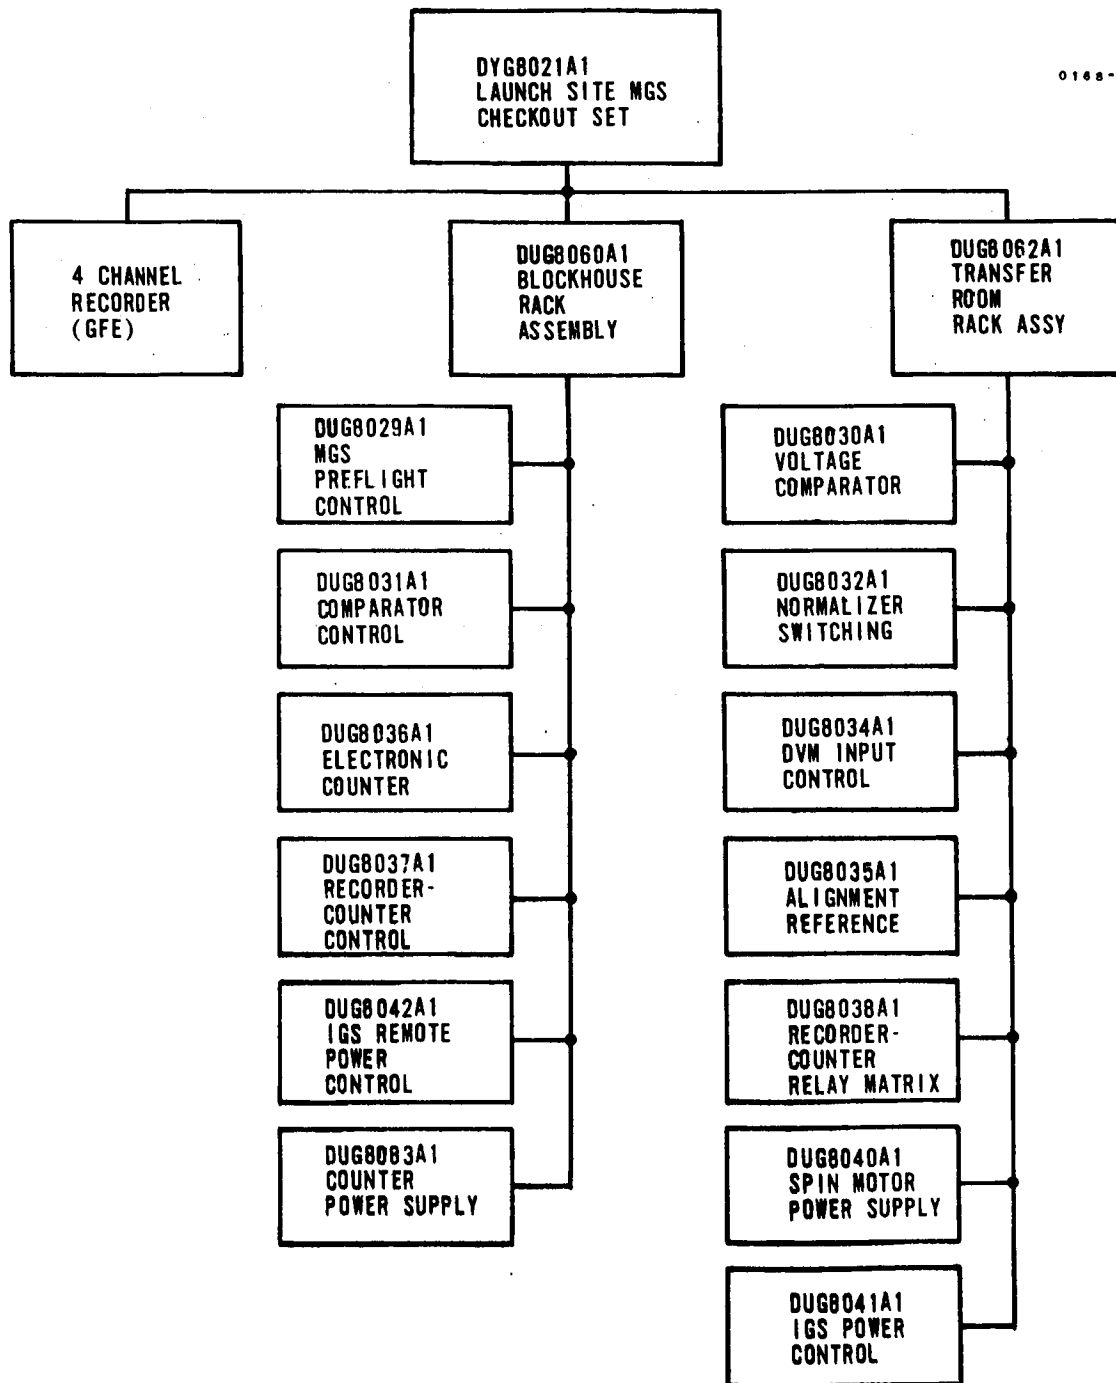 DYG8021A1
LAUNCH SITE MGS
CHECKOUT SET
0168-
4 CHANNEL
RECORDER
(GFE)
DUG8060A1
BLOCKHOUSE
RACK
ASSEMBLY
DUG8062A1
TRANSFER
ROOM
RACK ASSY
DUG8029A1
MGS
PREFLIGHT
CONTROL
DUG8031A1
COMPARATOR
CONTROL
DUG8036A1
ELECTRONIC
COUNTER
DUG8037A1
RECORDER-
COUNTER
CONTROL
DUG8042A1
IGS REMOTE
POWER
CONTROL
DUG8083A1
COUNTER
POWER SUPPLY
DUG8030A1
VOLTAGE
COMPARATOR
DUG8032A1
NORMALIZER
SWITCHING
DUG8034A1
DVM INPUT
CONTROL
DUG8035A1
ALIGNMENT
REFERENCE
DUG8038A1
RECORDER-
COUNTER
RELAY MATRIX
DUG8040A1
SPIN MOTOR
POWER SUPPLY
DUG8041A1
IGS POWER
CONTROL